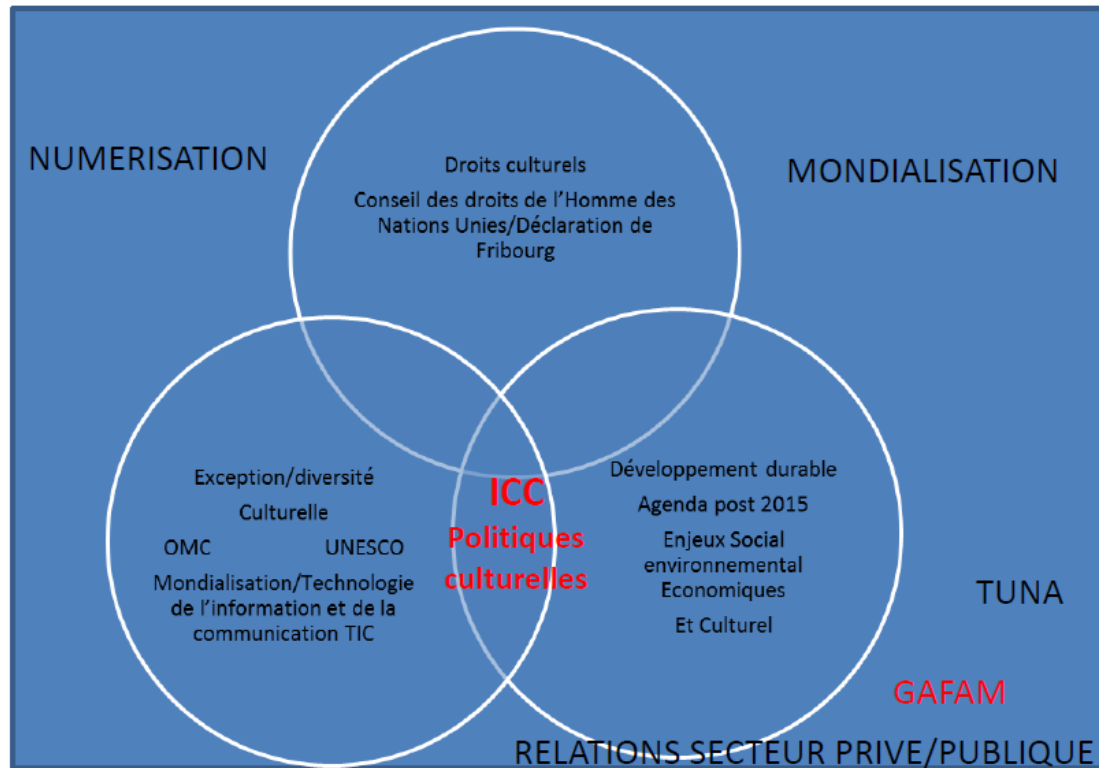 NUMERISATION
MONDIALISATION
Droits culturels
Conseil des droits de l’Homme des
Nations Unies/Déclaration de
Fribourg
Exception/diversité
Culturelle
OMC UNESCO
Mondialisation/Technologie
de l’information et de la
communication TIC
ICC
Politiques
culturelles
Développement durable
Agenda post 2015
Enjeux Social
environnemental
Economiques
Et Culturel
TUNA
GAFAM
RELATIONS SECTEUR PRIVE/PUBLIQUE